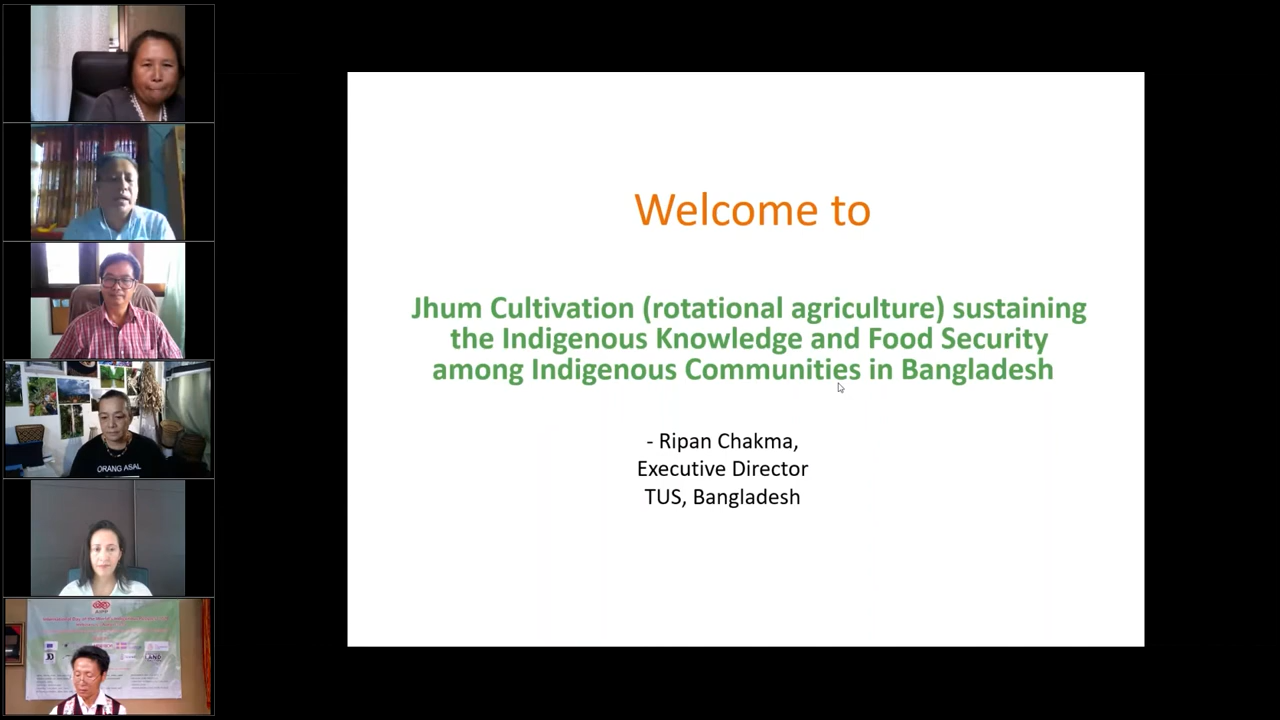 Welcome to
Jhum Cultivation (rotational agriculture) sustaining
the Indigenous Knowledge and Food Security
among Indigenous Communities in Bangladesh
- Ripan Chakma,
Executive Director
TUS, Bangladesh
ORANG ASAL
AIPP